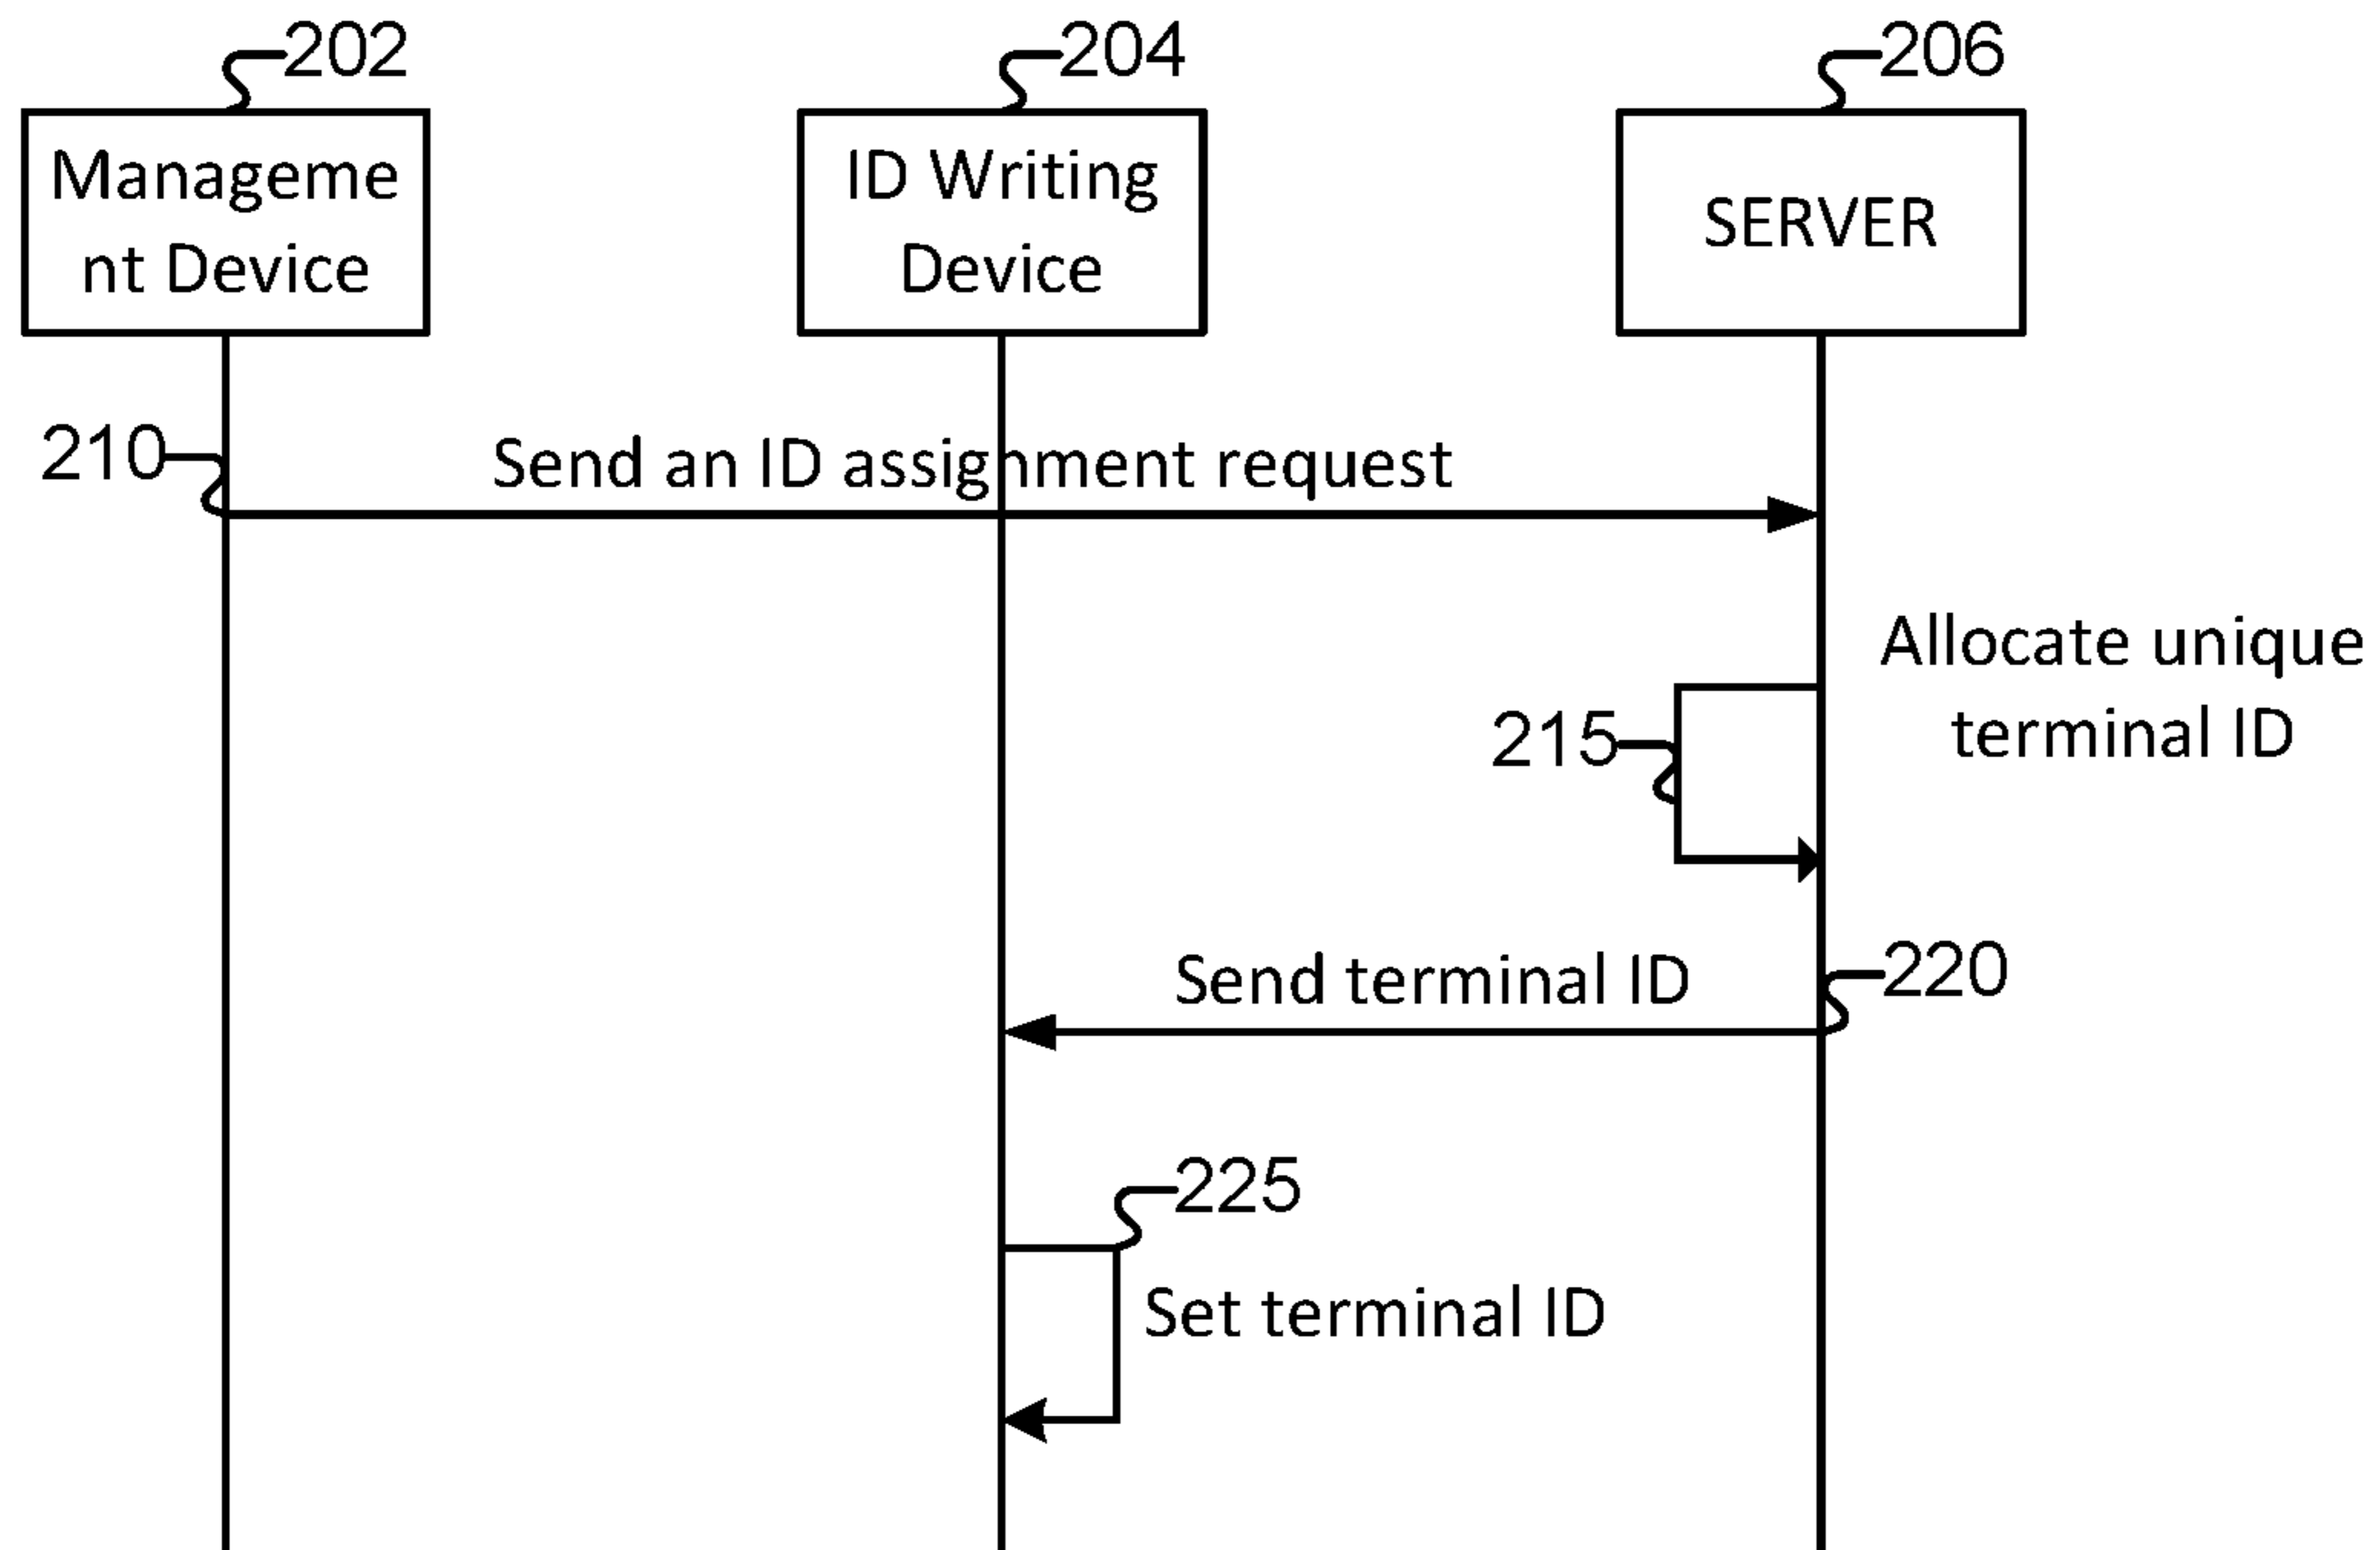 202
204
206
Manageme
nt Device
ID Writing
Device
SERVER
210
Send an ID assignment request
Allocate unique
terminal ID
215
Send terminal ID
220
225
Set terminal ID